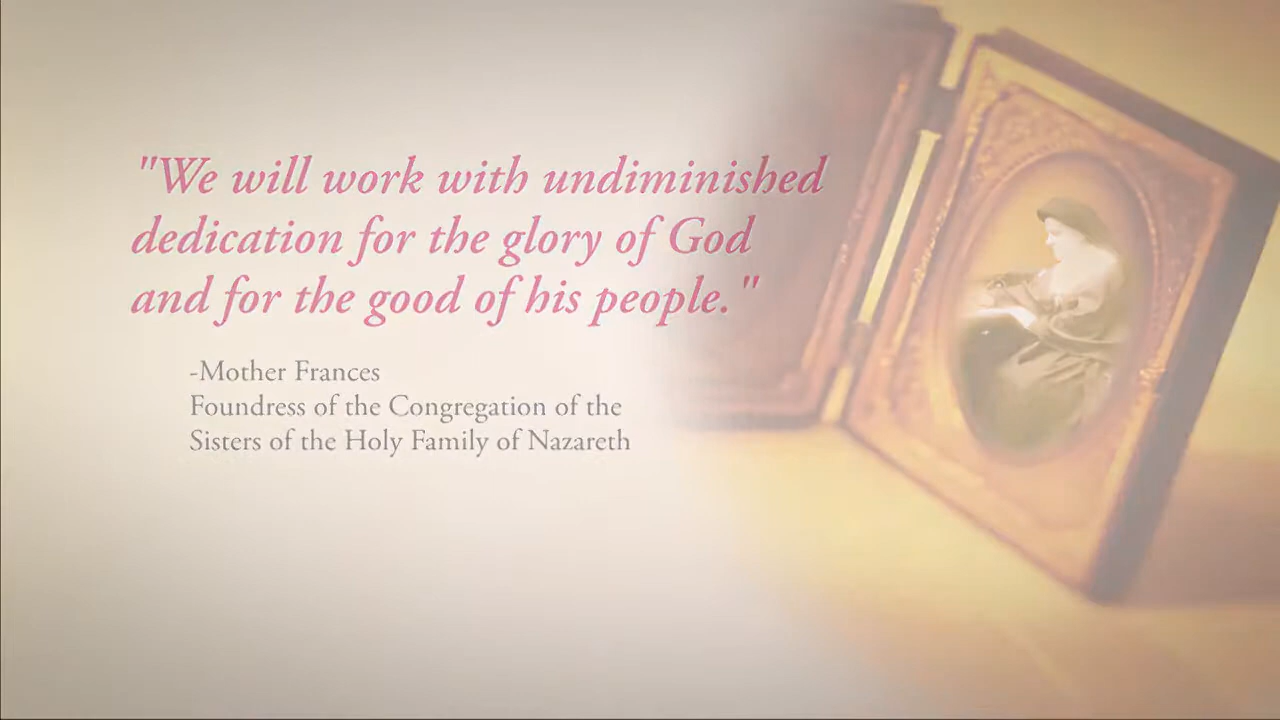 "We will work with undiminished
dedication for the glory of God
and for the good of his people."
-Mother Frances
Foundress of the Congregation of the
Sisters of the Holy Family of Nazareth